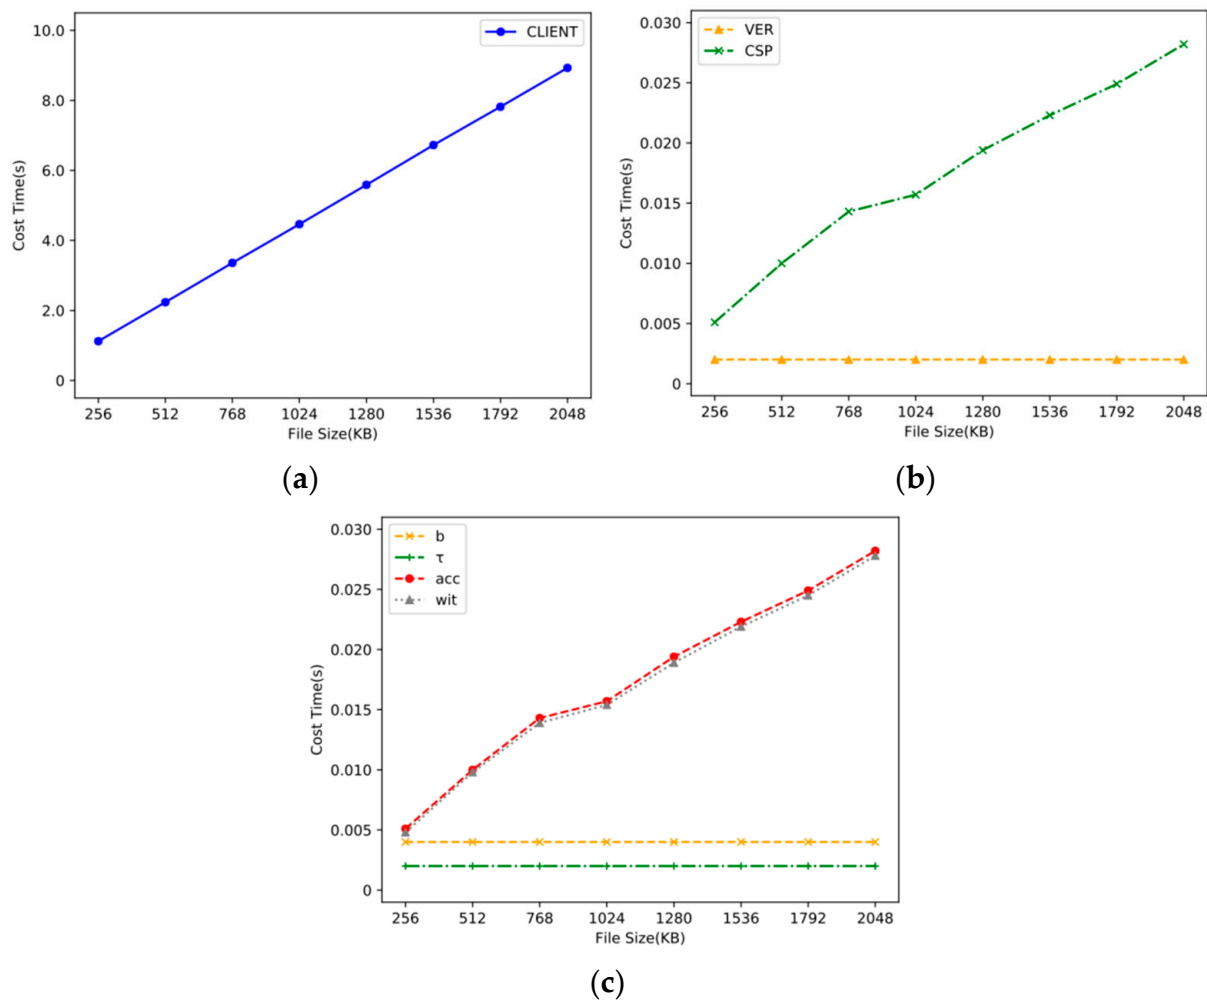 CLIENT
10.0
8.0
6.0
4.0
2.0
0
Cost Time(s)
256 512 768 1024 1280 1536 1792 2048
File Size(KB)
(a)
VER
CSP
0.030
0.025
0.020
0.015
0.010
0.005
0
Cost Time(s)
256 512 768 1024 1280 1536 1792 2048
File Size(KB)
(b)
b
τ
acc
wit
0.030
0.025
0.020
0.015
0.010
0.005
0
Cost Time(s)
256 512 768 1024 1280 1536 1792 2048
File Size(KB)
(c)